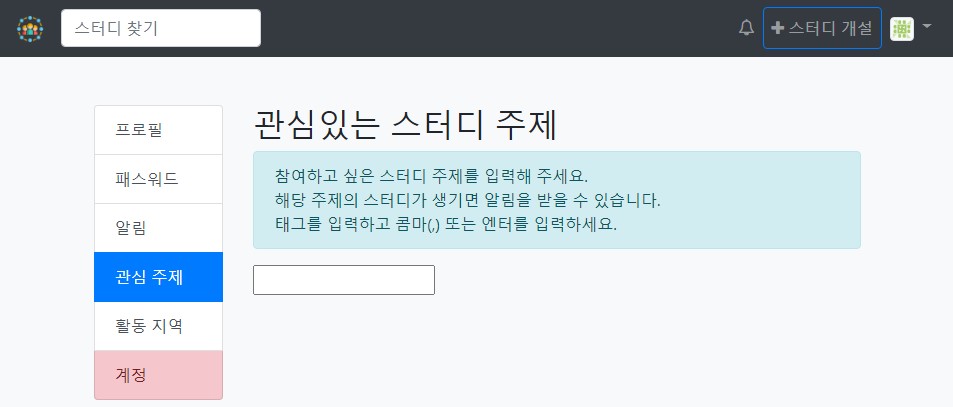 스터디 찾기
스터디 개설
프로필
패스워드
알림
관심 주제
활동 지역
계정
관심있는 스터디 주제
참여하고 싶은 스터디 주제를 입력해 주세요.
해당 주제의 스터디가 생기면 알림을 받을 수 있습니다.
태그를 입력하고 콤마(,) 또는 엔터를 입력하세요.